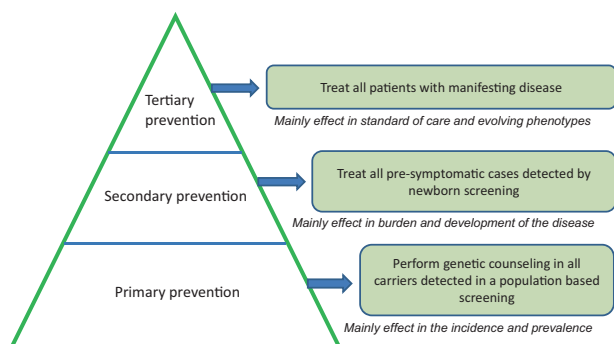 Tertiary
prevention
Treat all patients with manifesting disease
Mainly effect in standard of care and evolving phenotypes
Secondary prevention
Treat all pre-symptomatic cases detected by
newborn screening
Mainly effect in burden and development of the disease
Primary prevention
Perform genetic counseling in all
carriers detected in a population based
screening
Mainly effect in the incidence and prevalence